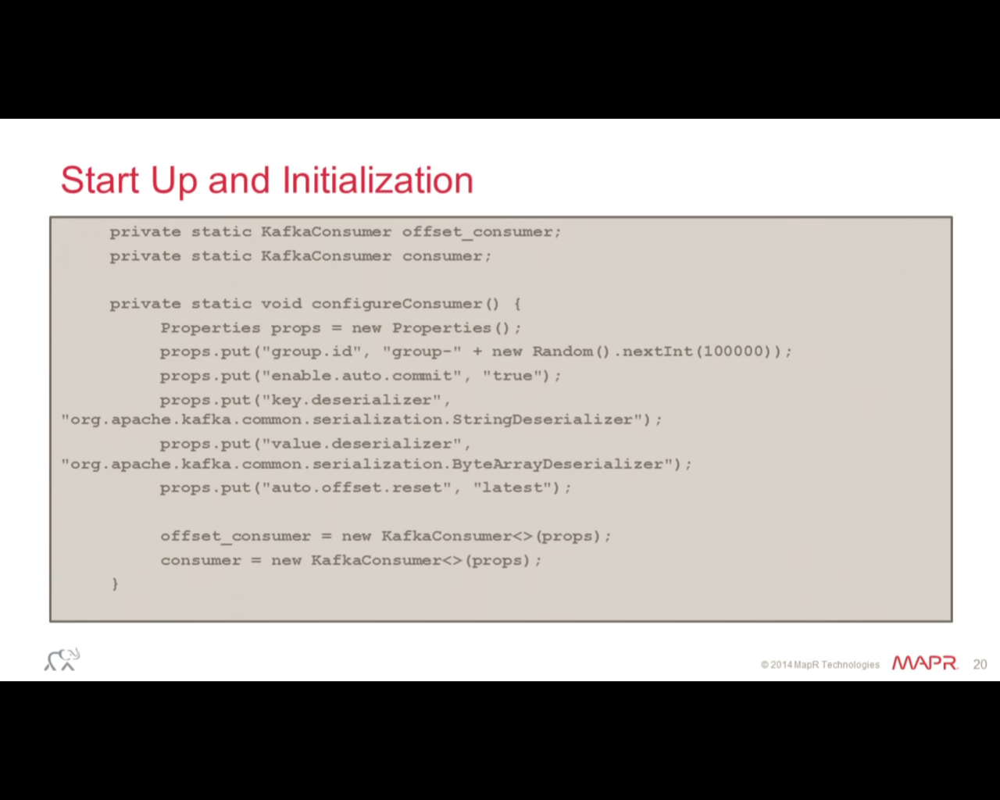 Start Up and Initialization
private static KafkaConsumer offset_consumer;
private static KafkaConsumer consumer;
private static void configureConsumer() {
Properties props = new Properties();
props.put("group.id", "group-" + new Random().nextInt(100000));
props.put("enable.auto.commit", "true");
props.put("key.deserializer",
"org.apache.kafka.common.serialization.StringDeserializer");
props.put("value.deserializer",
"org.apache.kafka.common.serialization.ByteArrayDeserializer");
props.put("auto.offset.reset", "latest");
offset_consumer = new KafkaConsumer<>(props);
consumer = new KafkaConsumer<>(props);
}
© 2014 MapR Technologies MAPR. 20